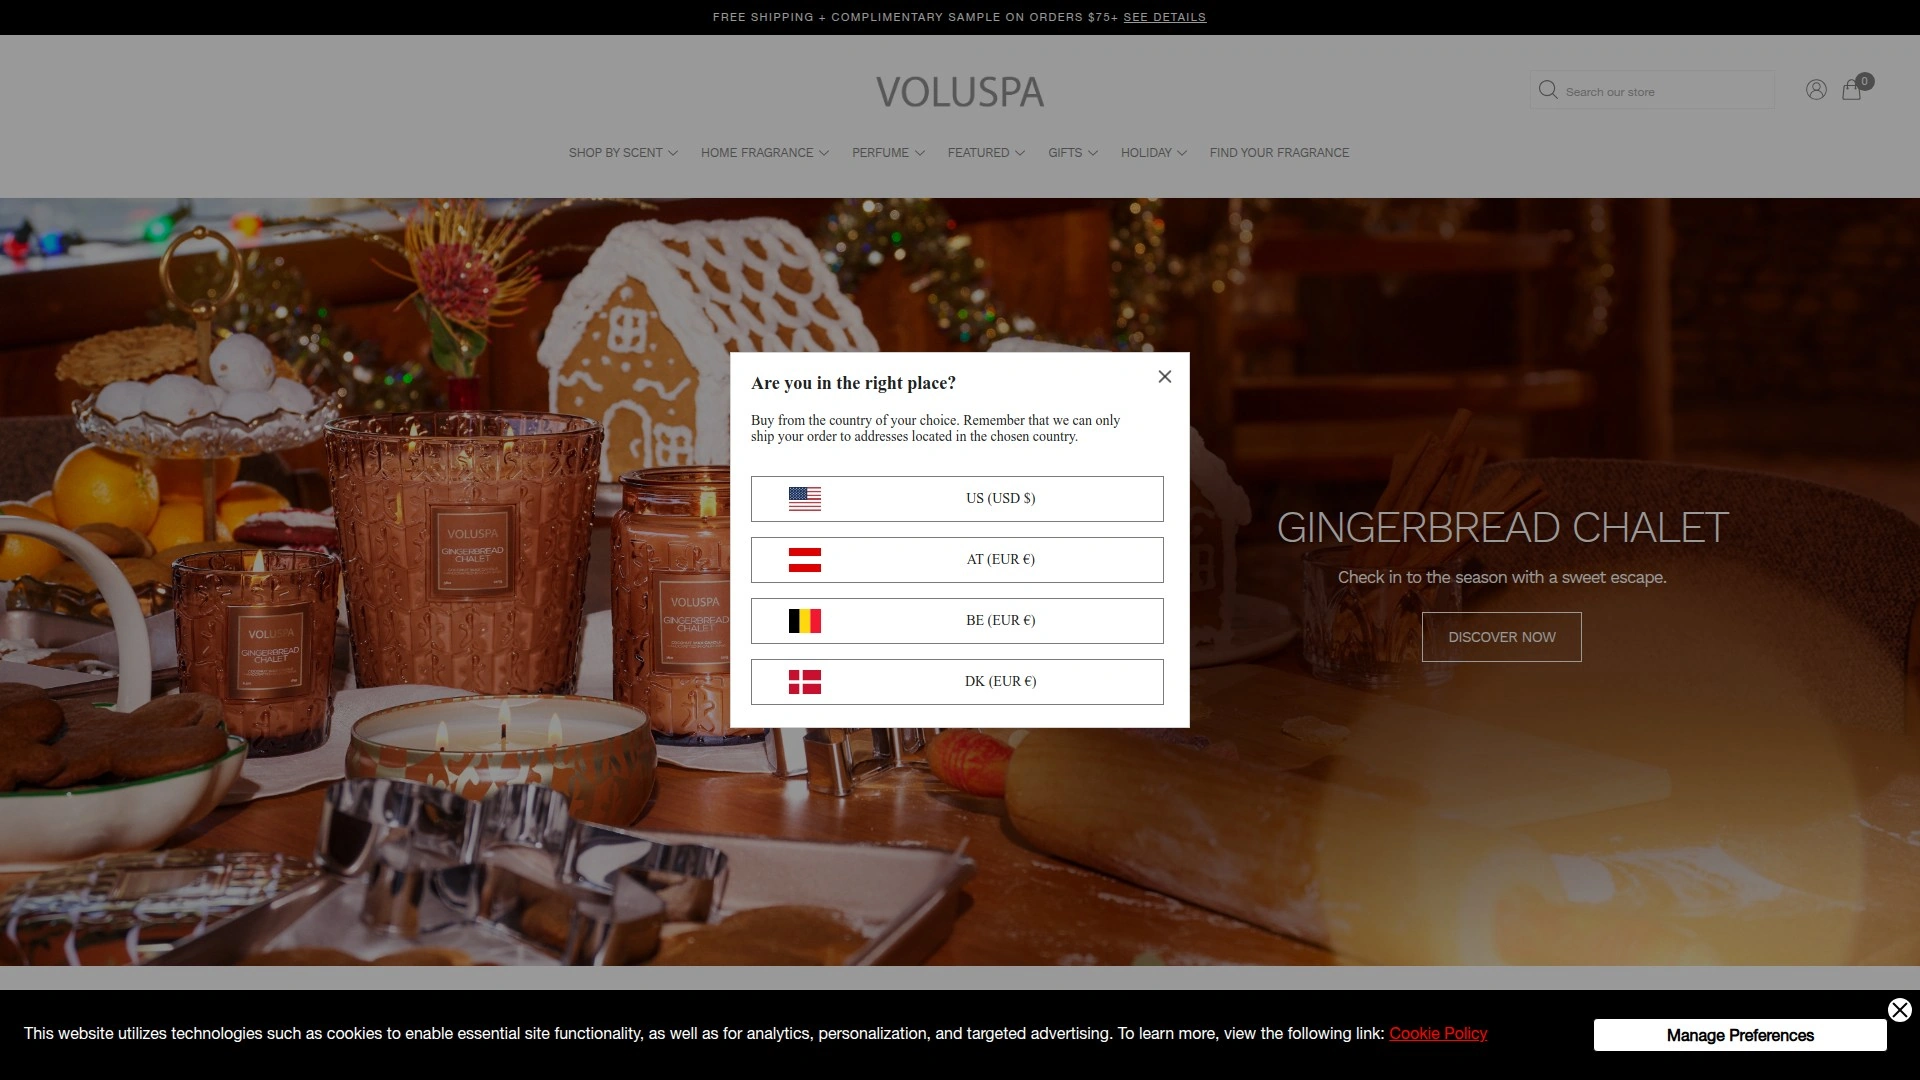 FREE SHIPPING + COMPLIMENTARY SAMPLE ON ORDERS $75+ SEE DETAILS
VOLUSPA
Search our store
0
SHOP BY SCENT
HOME FRAGRANCE
PERFUME
FEATURED
GIFTS
HOLIDAY
FIND YOUR FRAGRANCE
Are you in the right place?
Buy from the country of your choice. Remember that we can only
ship your order to addresses located in the chosen country.
US (USD $)
AT (EUR €)
BE (EUR €)
DK (EUR €)
GINGERBREAD CHALET
Check in to the season with a sweet escape.
DISCOVER NOW
VOLUSPA
GINGERBREAD
CHALET
VOLUSPA
GINGERBREAD
CHALET
VOLUSPA
GINGERBREAD
CHALET
This website utilizes technologies such as cookies to enable essential site functionality, as well as for analytics, personalization, and targeted advertising. To learn more, view the following link: Cookie Policy
Manage Preferences